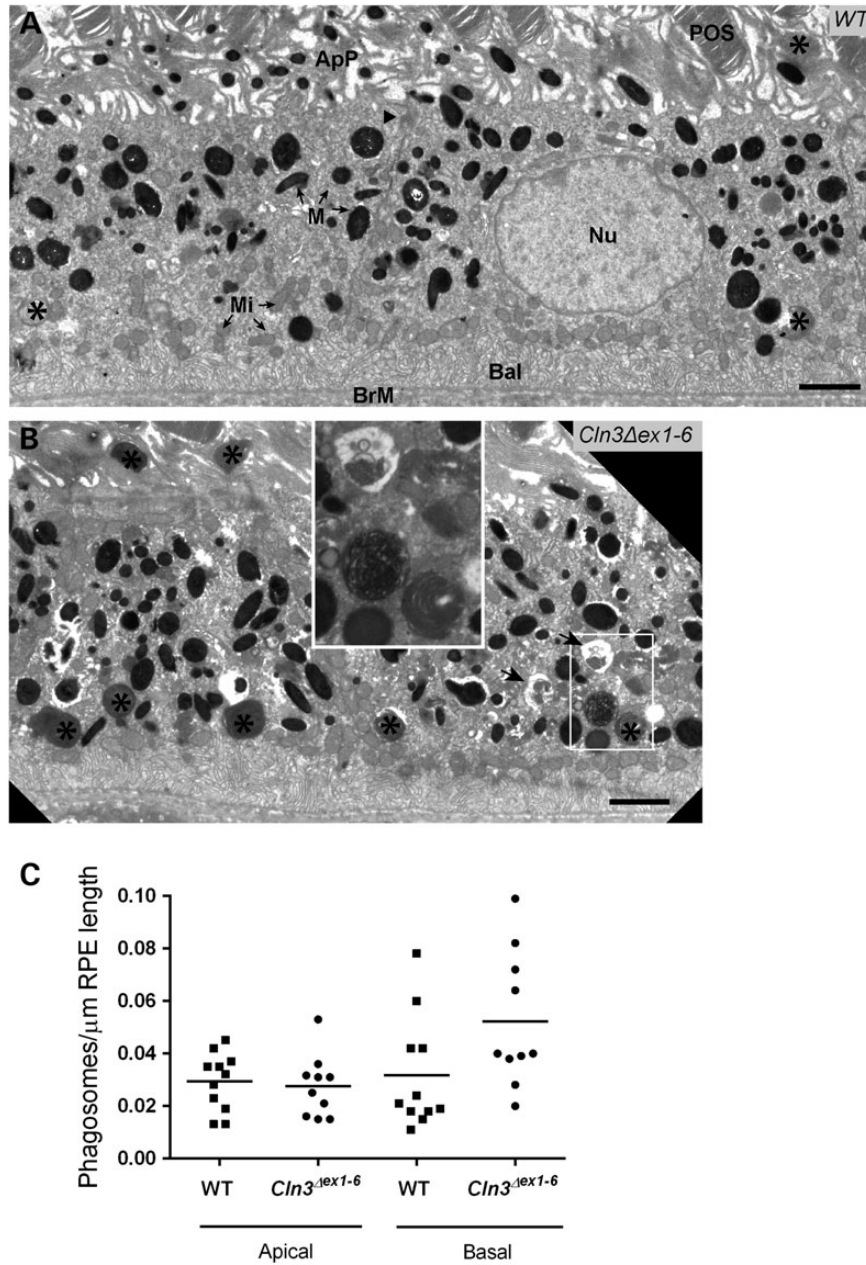 A
WT
POS
*
ApP
M
Nu
Mi
*
*
Bal
BrM
B
Cln3Δex1-6
* *
* * * * *
C
Phagosomes/μm RPE length
0.10
0.08
0.06
0.04
0.02
0.00
WT Cln3Δex1-6 WT Cln3Δex1-6
Apical Basal